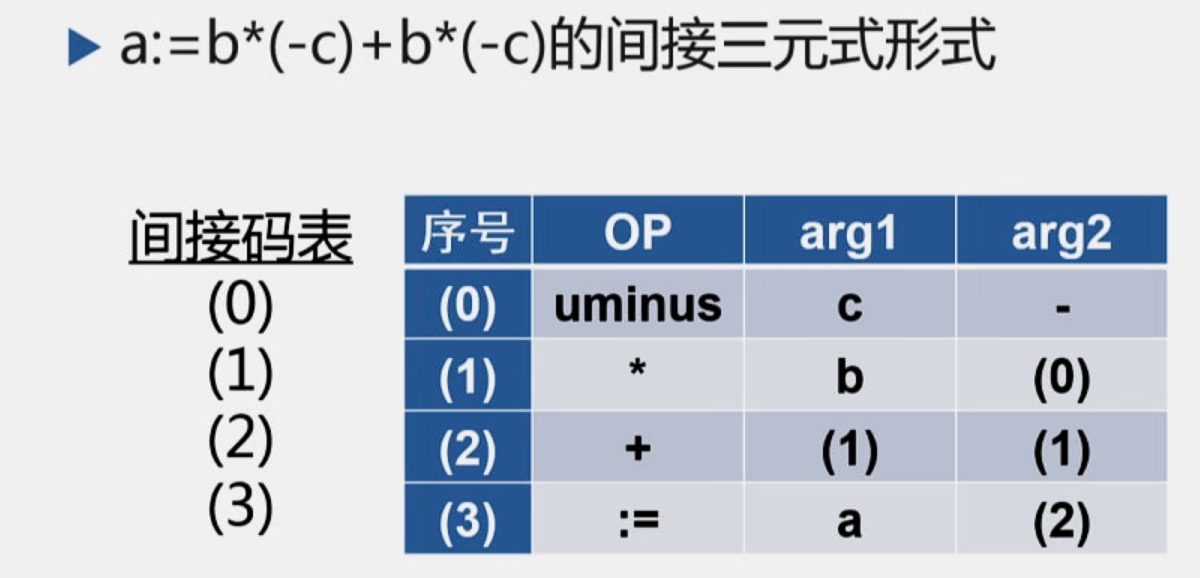 a:=b*(-c)+b*(-c)的间接三元式形式
间接码表
(0)
(1)
(2)
(3)
序号 OP arg1 arg2
(0) uminus c -
(1) * b (0)
(2) + (1) (1)
(3) := a (2)